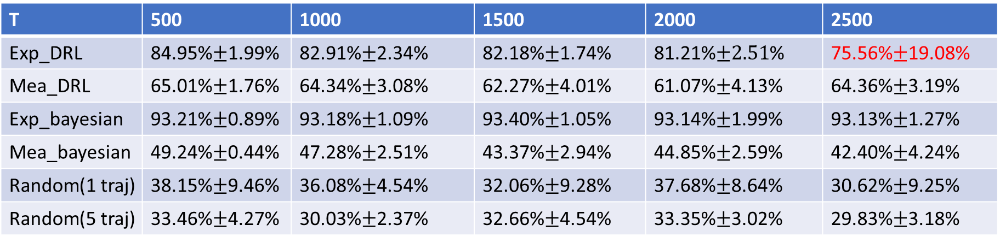 T 500 1000 1500 2000 2500
Exp_DRL 84.95%±1.99% 82.91%±2.34% 82.18%±1.74% 81.21%±2.51% 75.56%±19.08%
Mea_DRL 65.01%±1.76% 64.34%±3.08% 62.27%±4.01% 61.07%±4.13% 64.36%±3.19%
Exp_bayesian 93.21%±0.89% 93.18%±1.09% 93.40%±1.05% 93.14%±1.99% 93.13%±1.27%
Mea_bayesian 49.24%±0.44% 47.28%±2.51% 43.37%±2.94% 44.85%±2.59% 42.40%±4.24%
Random(1 traj) 38.15%±9.46% 36.08%±4.54% 32.06%±9.28% 37.68%±8.64% 30.62%±9.25%
Random(5 traj) 33.46%±4.27% 30.03%±2.37% 32.66%±4.54% 33.35%±3.02% 29.83%±3.18%